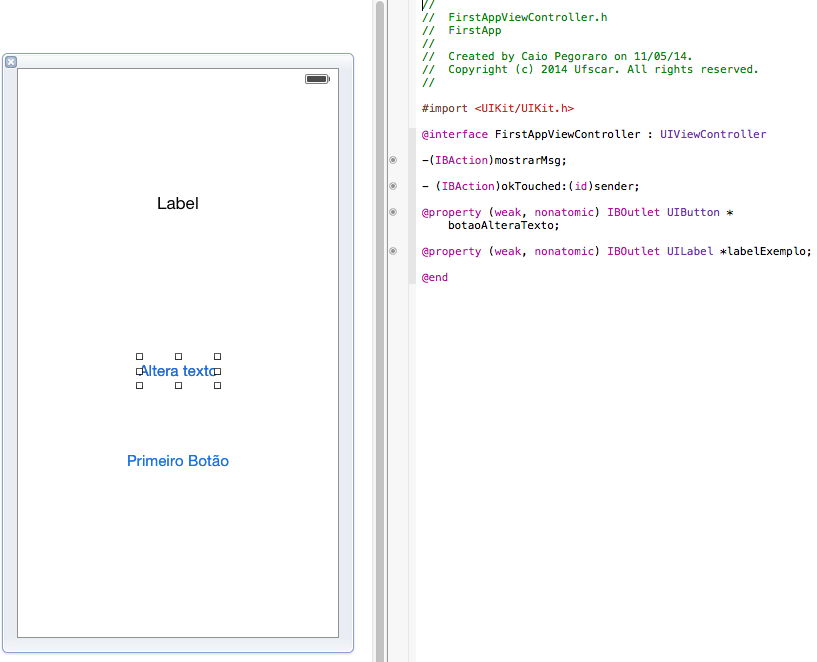 Label
Altera texto
Primeiro Botão
//
//  FirstAppViewController.h
//  FirstApp
//
//  Created by Caio Pegoraro on 11/05/14.
//  Copyright (c) 2014 Ufscar. All rights reserved.
//
#import <UIKit/UIKit.h>
@interface FirstAppViewController : UIViewController
-(IBAction)mostrarMsg;
- (IBAction)okTouched:(id)sender;
@property (weak, nonatomic) IBOutlet UIButton *
    botaoAlteraTexto;
@property (weak, nonatomic) IBOutlet UILabel *labelExemplo;
@end